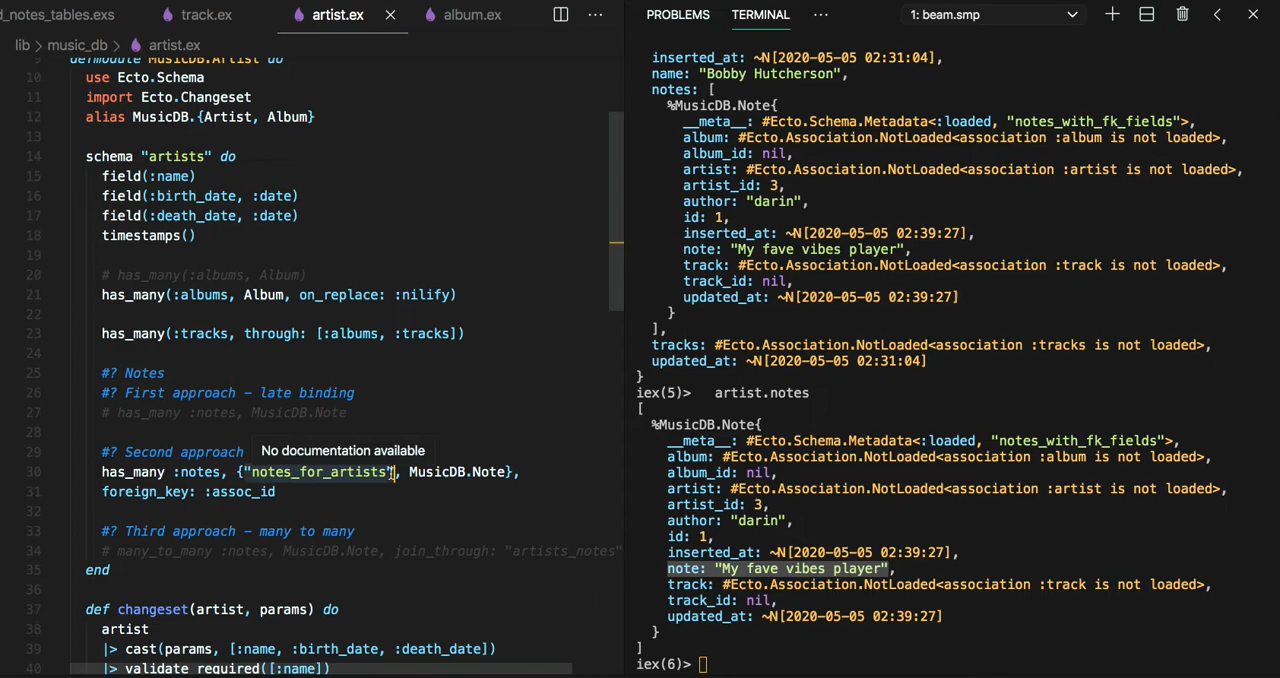 d_notes_tables.exs track.ex artist.ex album.ex
lib > music_db > artist.ex
9 defmodule MusicDB.Artist do
10 use Ecto.Schema
11 import Ecto.Changeset
12 alias MusicDB.{Artist, Album}
13
14 schema "artists" do
15 field(:name)
16 field(:birth_date, :date)
17 field(:death_date, :date)
18 timestamps()
19
20 # has_many(:albums, Album)
21 has_many(:albums, Album, on_replace: :nilify)
22
23 has_many(:tracks, through: [:albums, :tracks])
24
25 #? Notes
26 #? First approach – late binding
27 # has_many :notes, MusicDB.Note
28
29 #? Second approach
No documentation available
30 has_many :notes, {"notes_for_artists", MusicDB.Note},
31 foreign_key: :assoc_id
32
33 #? Third approach – many to many
34 # many_to_many :notes, MusicDB.Note, join_through: "artists_notes"
35 end
36
37 def changeset(artist, params) do
38 artist
39 |> cast(params, [:name, :birth_date, :death_date])
40 |> validate_required([:name])
PROBLEMS TERMINAL ··· 1: beam.smp
inserted_at: ~N[2020-05-05 02:31:04],
name: "Bobby Hutcherson",
notes: [
%MusicDB.Note{
__meta__: #Ecto.Schema.Metadata<:loaded, "notes_with_fk_fields">,
album: #Ecto.Association.NotLoaded<association :album is not loaded>,
album_id: nil,
artist: #Ecto.Association.NotLoaded<association :artist is not loaded>,
artist_id: 3,
author: "darin",
id: 1,
inserted_at: ~N[2020-05-05 02:39:27],
note: "My fave vibes player",
track: #Ecto.Association.NotLoaded<association :track is not loaded>,
track_id: nil,
updated_at: ~N[2020-05-05 02:39:27]
}
],
tracks: #Ecto.Association.NotLoaded<association :tracks is not loaded>,
updated_at: ~N[2020-05-05 02:31:04]
}
iex(5)> artist.notes
[
%MusicDB.Note{
__meta__: #Ecto.Schema.Metadata<:loaded, "notes_with_fk_fields">,
album: #Ecto.Association.NotLoaded<association :album is not loaded>,
album_id: nil,
artist: #Ecto.Association.NotLoaded<association :artist is not loaded>,
artist_id: 3,
author: "darin",
id: 1,
inserted_at: ~N[2020-05-05 02:39:27],
note: "My fave vibes player",
track: #Ecto.Association.NotLoaded<association :track is not loaded>,
track_id: nil,
updated_at: ~N[2020-05-05 02:39:27]
}
]
iex(6)>